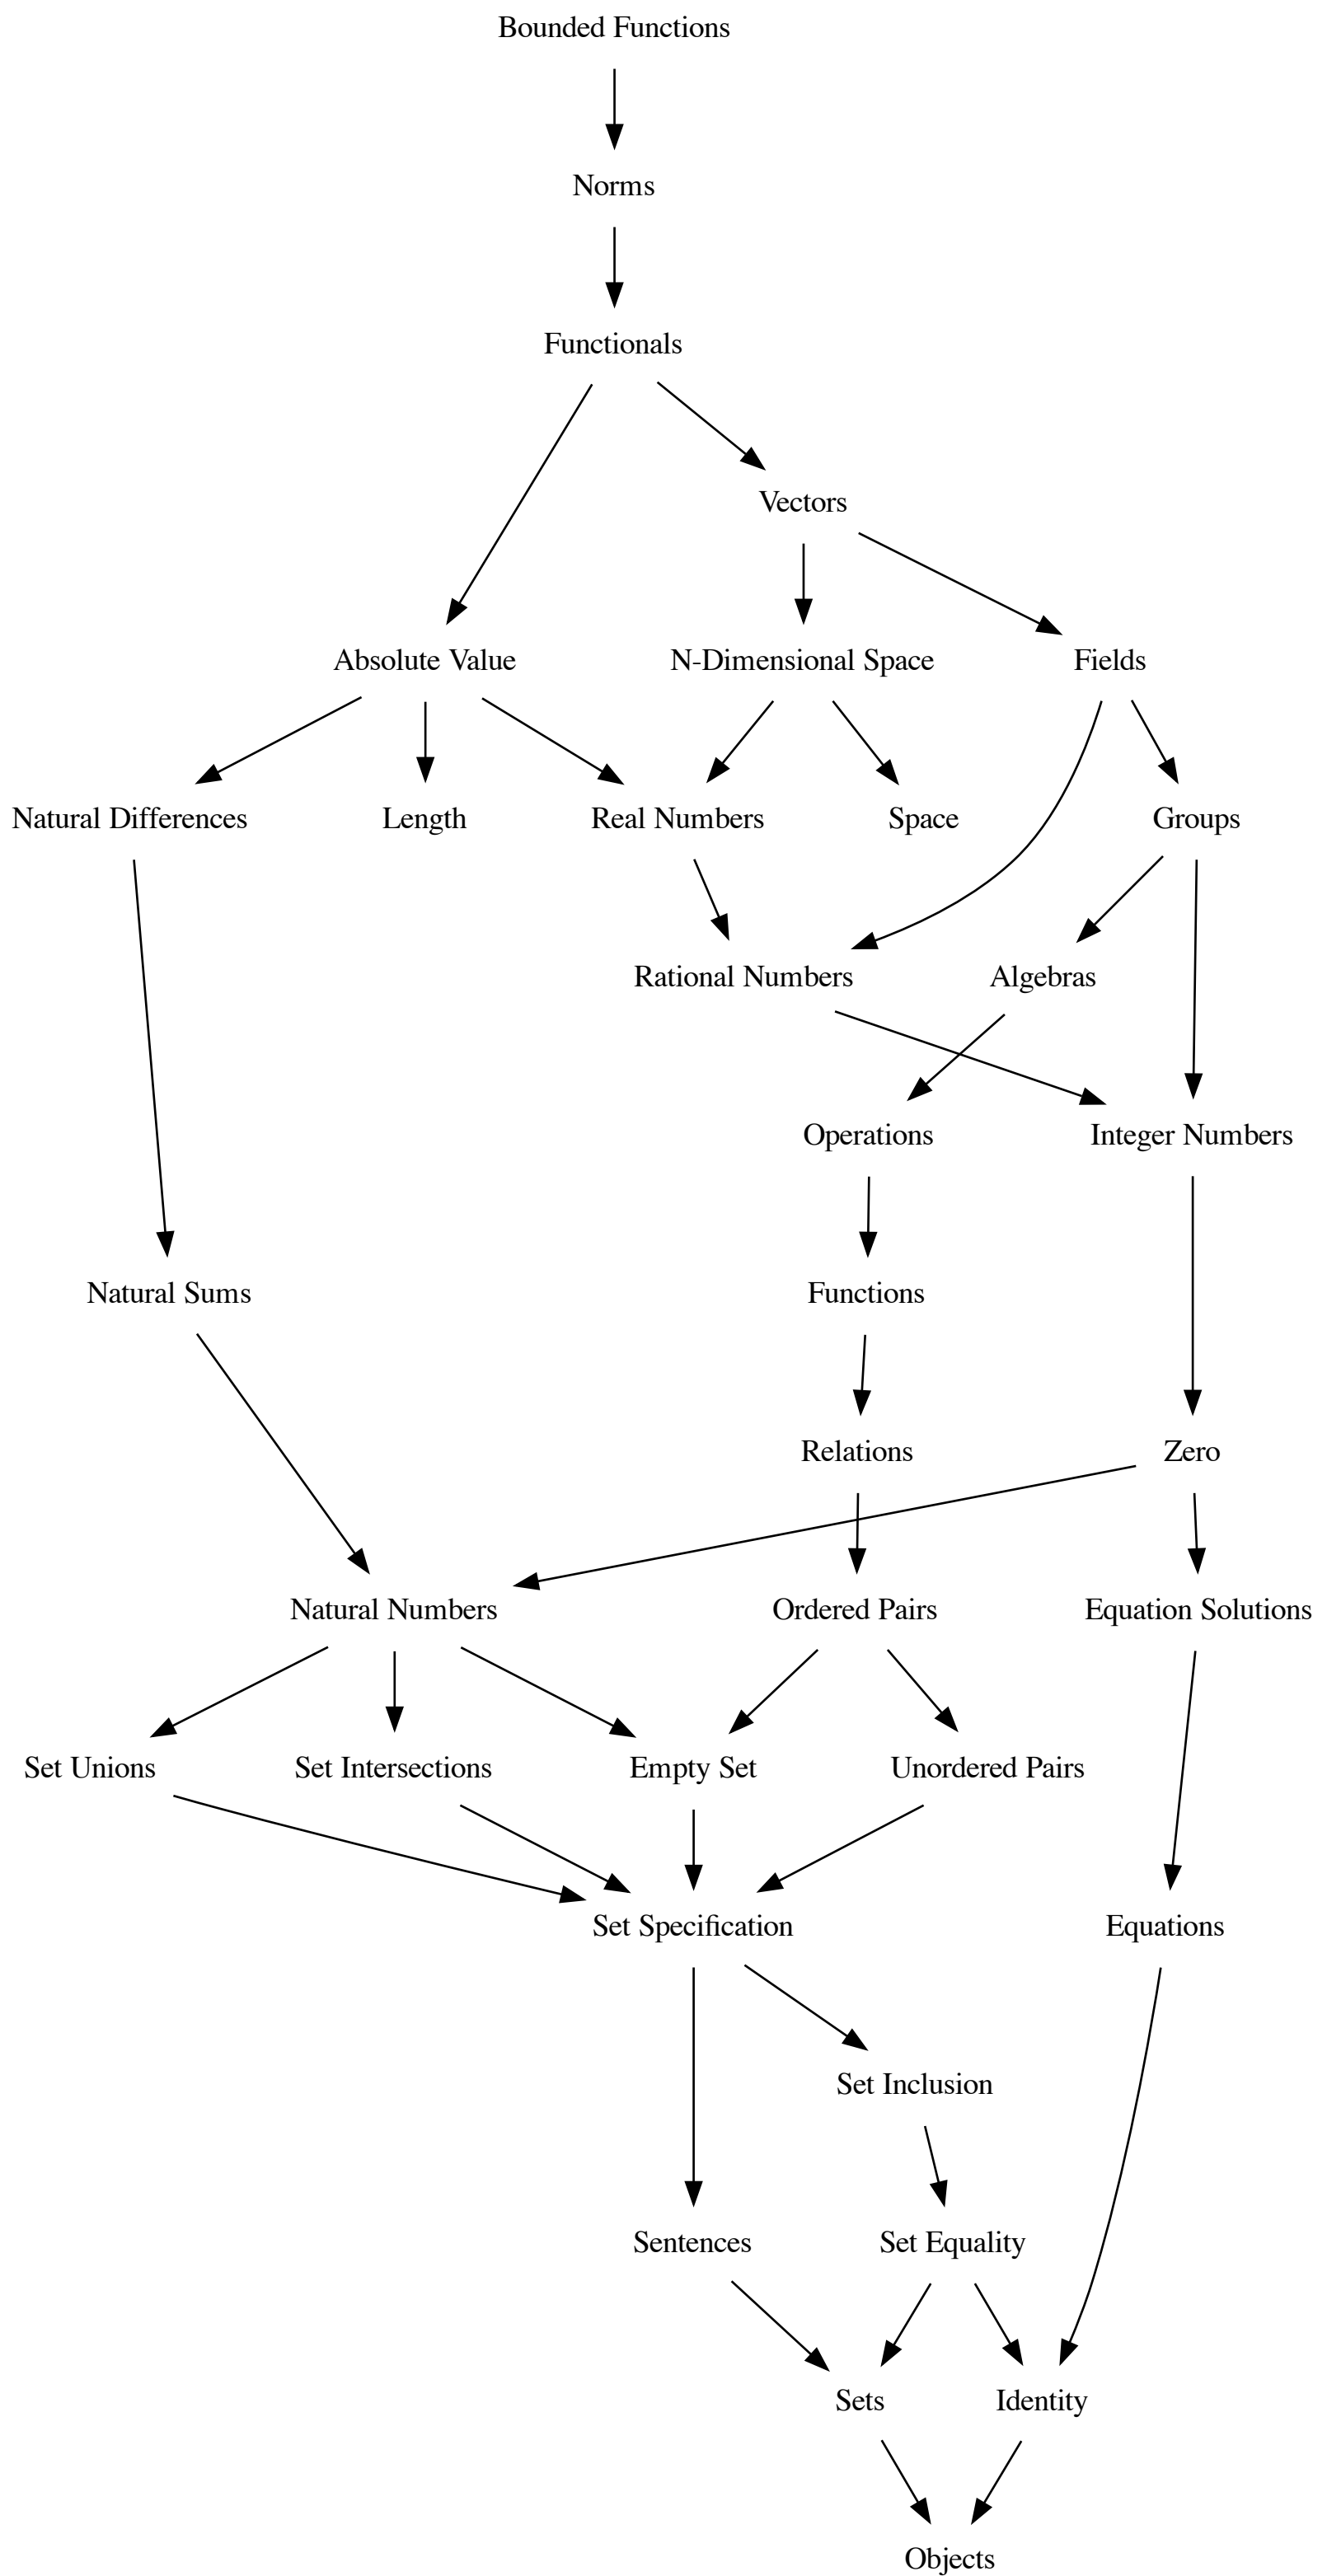 Bounded Functions
Norms
Functionals
Vectors
Absolute Value
N-Dimensional Space
Fields
Natural Differences
Length
Real Numbers
Space
Groups
Rational Numbers
Algebras
Operations
Integer Numbers
Natural Sums
Functions
Relations
Zero
Natural Numbers
Ordered Pairs
Equation Solutions
Set Unions
Set Intersections
Empty Set
Unordered Pairs
Set Specification
Equations
Set Inclusion
Sentences
Set Equality
Sets
Identity
Objects